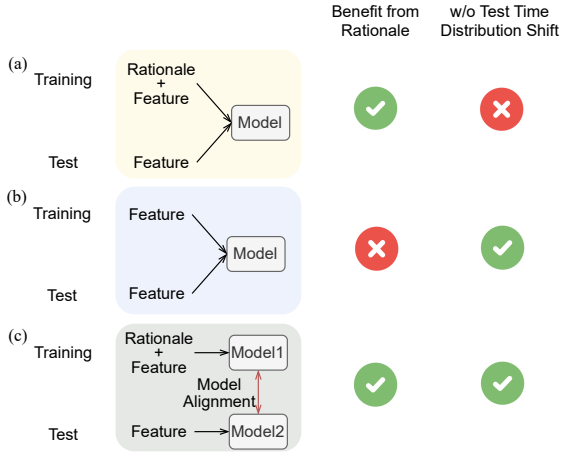 Benefit from
Rationale
w/o Test Time
Distribution Shift
(a)
Training
Rationale
+
Feature
Model
Test
Feature
(b)
Training
Feature
Model
Test
Feature
(c)
Training
Rationale
+
Feature
Model1
Model
Alignment
Test
Feature
Model2